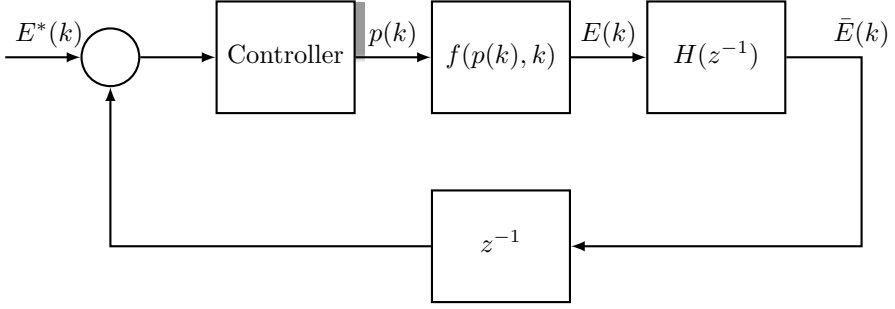 E*(k)
Controller
p(k)
f(p(k), k)
E(k)
H(z⁻¹)
Ē(k)
z⁻¹